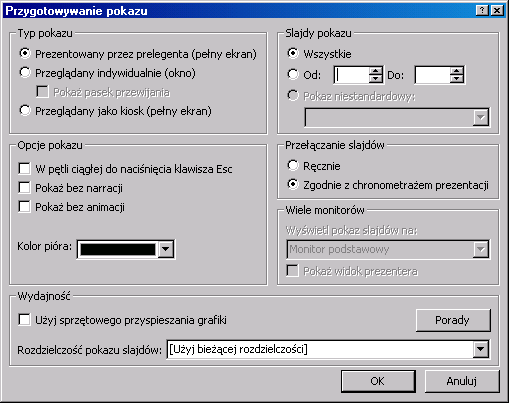 Przygotowywanie pokazu
Typ pokazu
Prezentowany przez prelegenta (pełny ekran)
Przeglądany indywidualnie (okno)
Pokaż pasek przewijania
Przeglądany jako kiosk (pełny ekran)
Slajdy pokazu
Wszystkie
Od: Do:
Pokaz niestandardowy:
Opcje pokazu
W pętli ciągłej do naciśnięcia klawisza Esc
Pokaż bez narracji
Pokaż bez animacji
Kolor pióra:
Przełączanie slajdów
Ręcznie
Zgodnie z chronometrażem prezentacji
Wiele monitorów
Wyświetl pokaz slajdów na:
Monitor podstawowy
Pokaż widok prezentera
Wydajność
Użyj sprzętowego przyspieszania grafiki
Porady
Rozdzielczość pokazu slajdów: [Użyj bieżącej rozdzielczości]
OK Anuluj